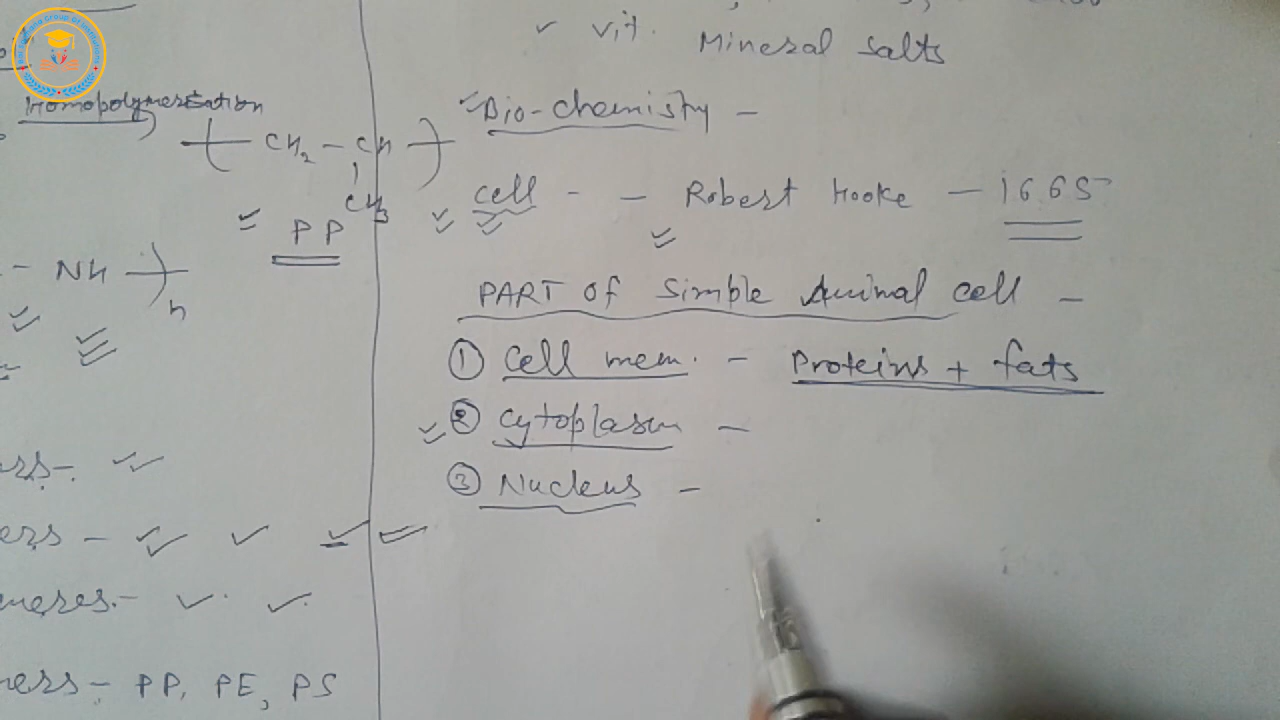 Homopolymerization
CH2 - CH
CH3
PP
- NH
n
- PP, PE, PS
✓ vit. Mineral salts
Bio-chemistry -
cell - - Robert Hooke - 1665
PART of Simple Animal cell -
① Cell mem. - Proteins + fats
② Cytoplasm -
③ Nucleus -